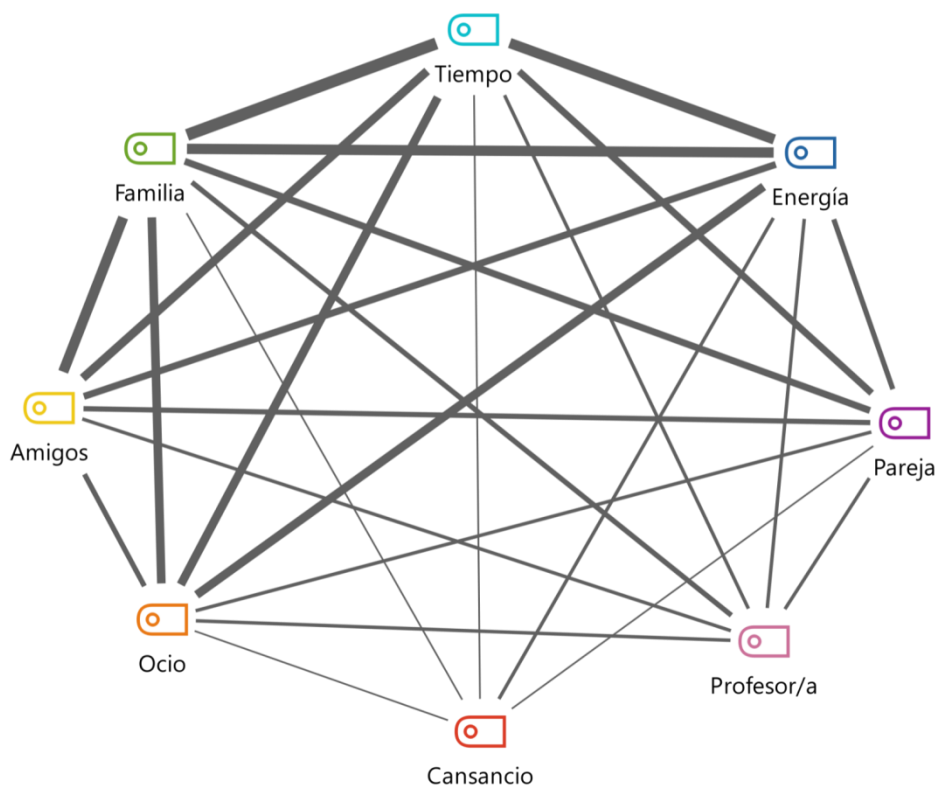 Tiempo
Familia
Energía
Amigos
Pareja
Ocio
Profesor/a
Cansancio